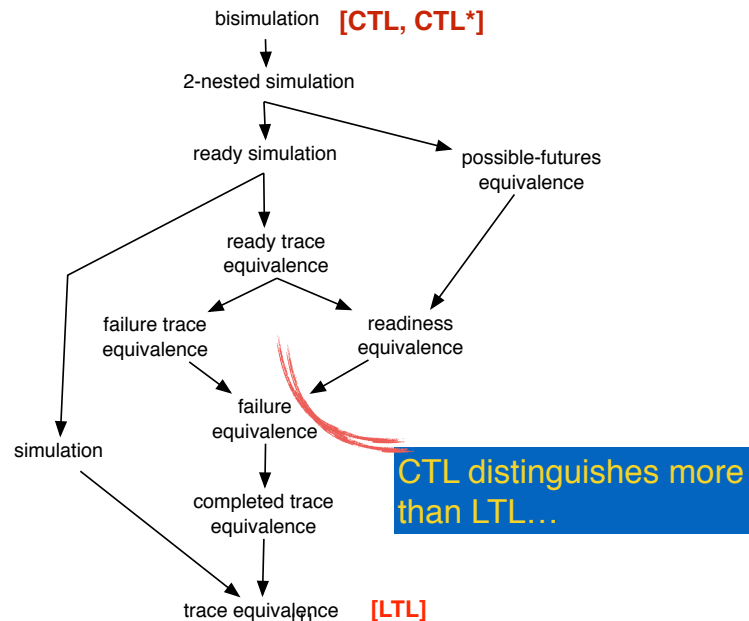 bisimulation [CTL, CTL*]
2-nested simulation
ready simulation
possible-futures
equivalence
ready trace
equivalence
failure trace
equivalence
readiness
equivalence
failure
equivalence
simulation
CTL distinguishes more
than LTL…
completed trace
equivalence
trace equivalence [LTL]